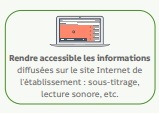 Rendre accessible les informations
diffusées sur le site Internet de
l'établissement : sous-titrage,
lecture sonore, etc.